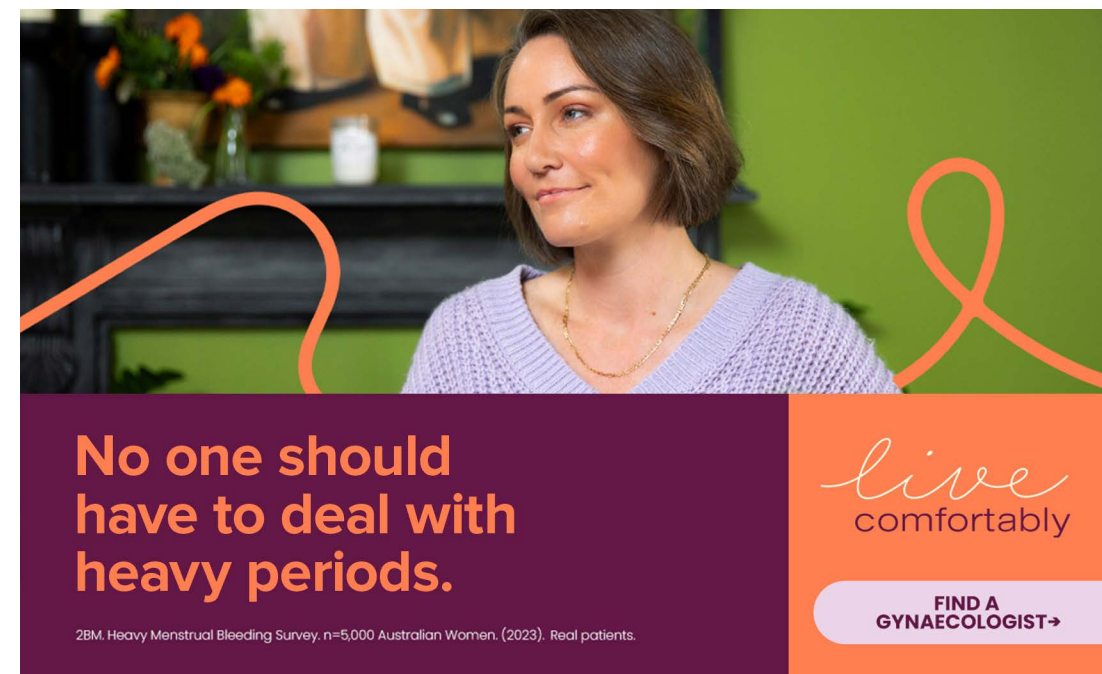 No one should
have to deal with
heavy periods.
2BM. Heavy Menstrual Bleeding Survey. n=5,000 Australian Women. (2023). Real patients.
live
comfortably
FIND A
GYNAECOLOGIST→